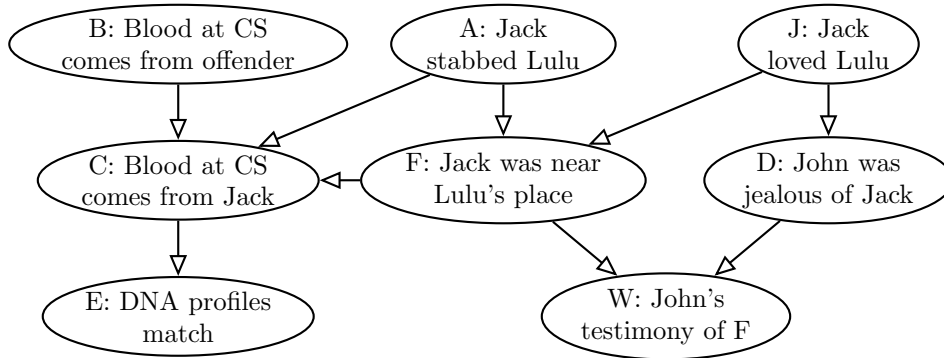 B: Blood at CS
comes from offender
A: Jack
stabbed Lulu
J: Jack
loved Lulu
C: Blood at CS
comes from Jack
F: Jack was near
Lulu's place
D: John was
jealous of Jack
E: DNA profiles
match
W: John's
testimony of F